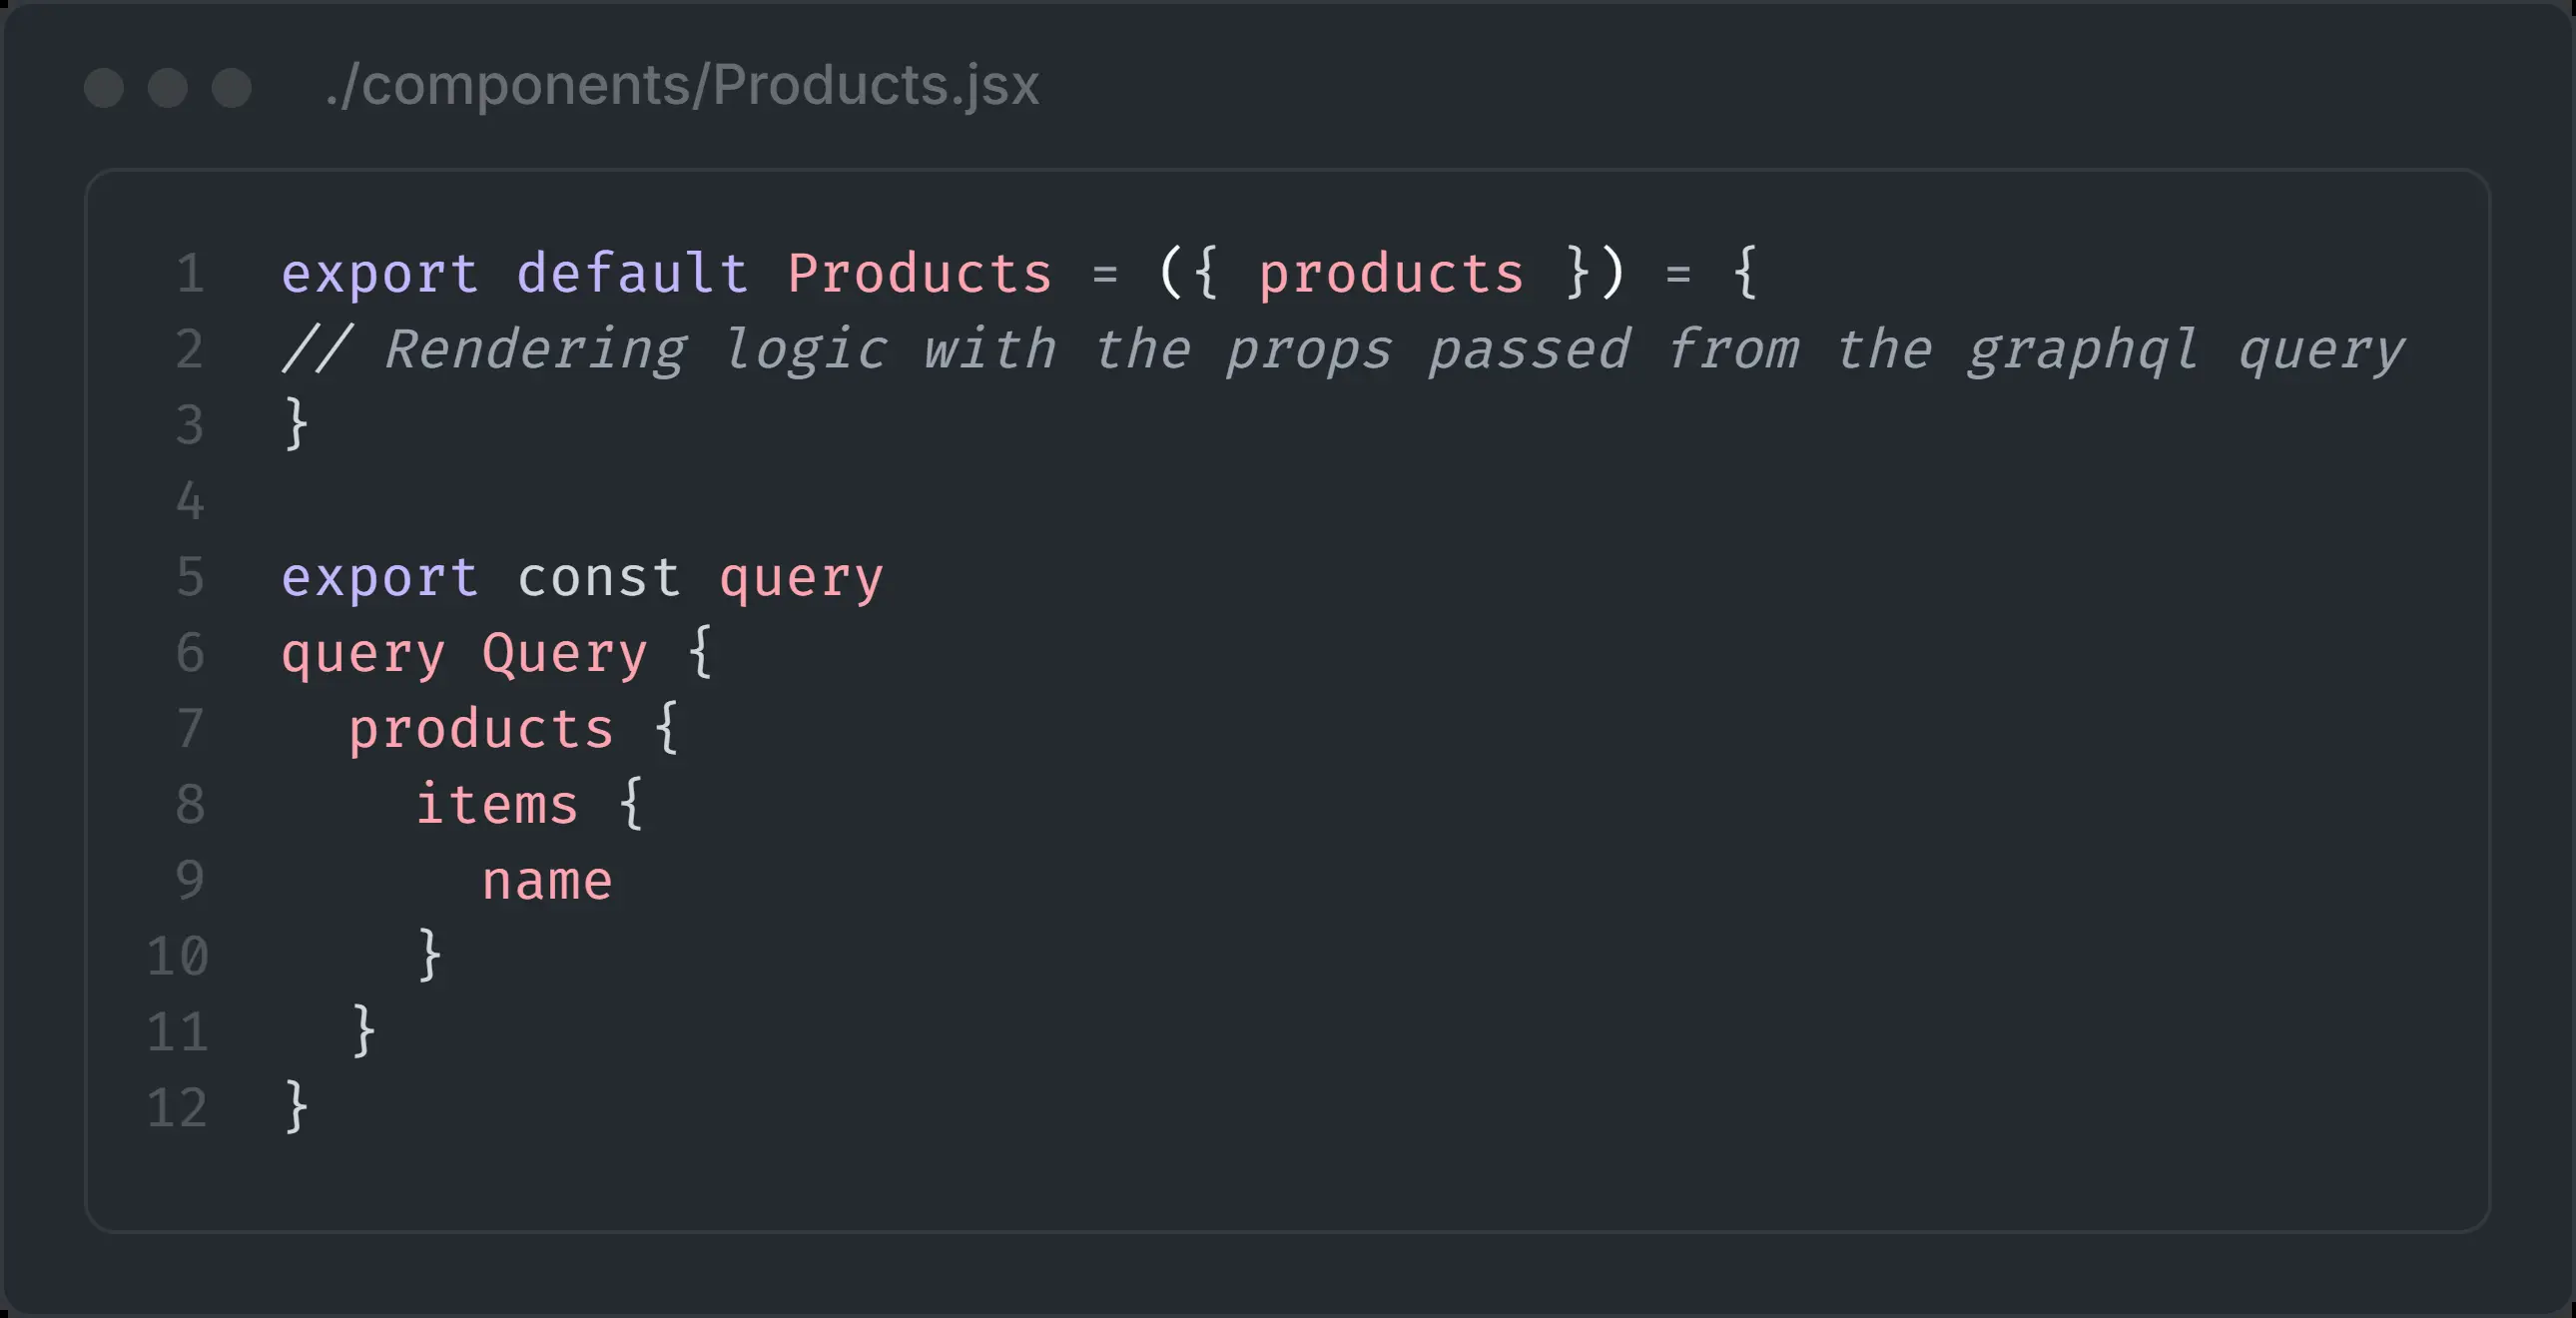 ./components/Products.jsx
1 export default Products = ({ products }) = {
2 // Rendering logic with the props passed from the graphql query
3 }
4
5 export const query
6 query Query {
7   products {
8     items {
9       name
10     }
11   }
12 }